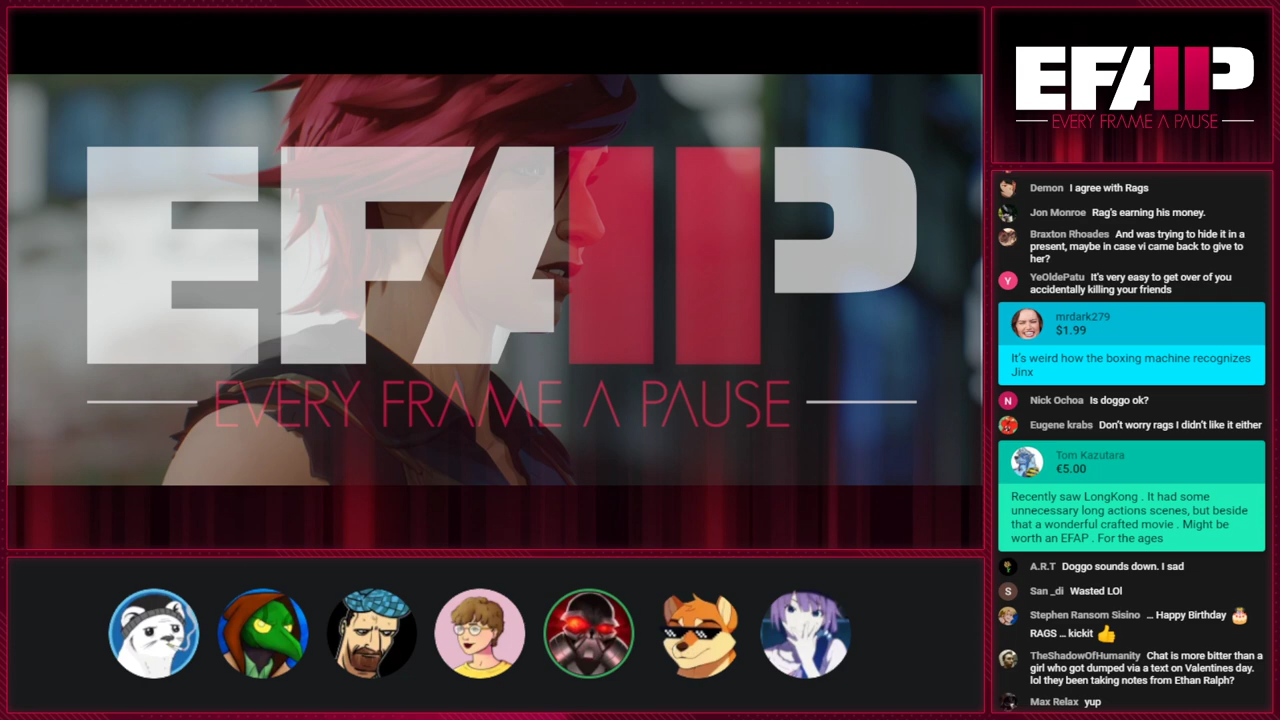 EFAP
EVERY FRAME A PAUSE
EFAP
EVERY FRAME A PAUSE
Demon I agree with Rags
Jon Monroe Rag's earning his money.
Braxton Rhoades And was trying to hide it in a
present, maybe in case vi came back to give to
her?
Y
YeOldePatu It's very easy to get over of you
accidentally killing your friends
mrdark279
$1.99
It's weird how the boxing machine recognizes
Jinx
N
Nick Ochoa Is doggo ok?
Eugene krabs Don't worry rags I didn't like it either
Tom Kazutara
€5.00
Recently saw LongKong . It had some
unnecessary long actions scenes, but beside
that a wonderful crafted movie . Might be
worth an EFAP . For the ages
A.R.T Doggo sounds down. I sad
S
San _di Wasted LOl
Stephen Ransom Sisino ... Happy Birthday 🎂
RAGS ... kickit 👍
TheShadowOfHumanity Chat is more bitter than a
girl who got dumped via a text on Valentines day.
lol they been taking notes from Ethan Ralph?
Max Relax yup